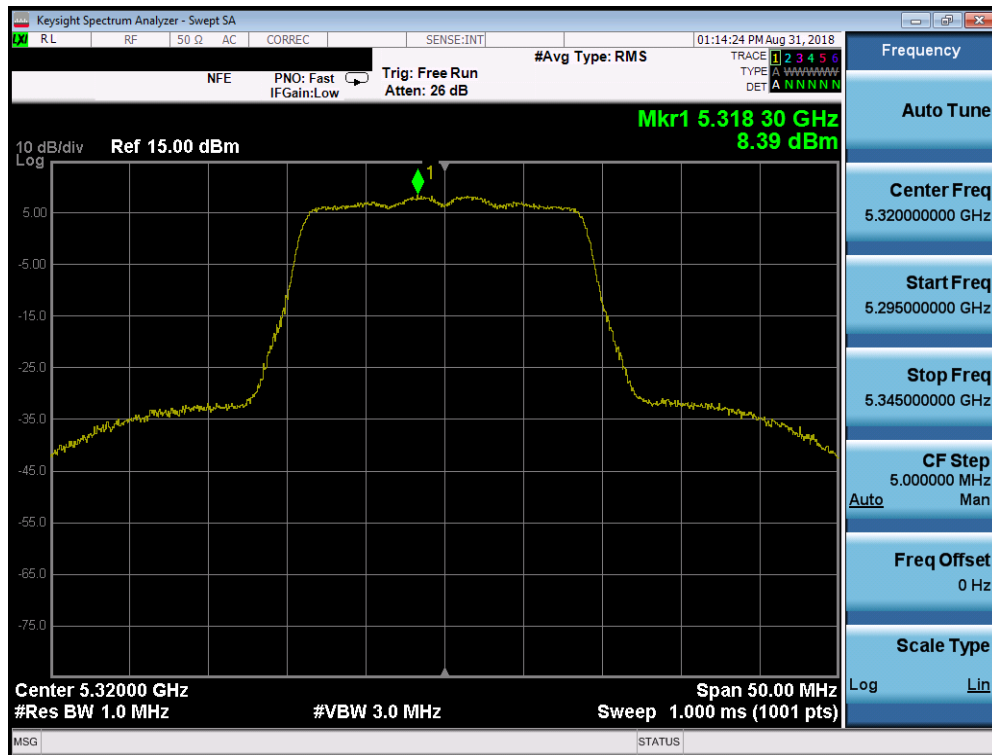 Keysight Spectrum Analyzer - Swept SA
LXI RL RF 50 Ω AC CORREC SENSE:INT 01:14:24 PM Aug 31, 2018
#Avg Type: RMS
TRACE 1 2 3 4 5 6
TYPE A WWWWW
DET A N N N N N
NFE
PNO: Fast
IFGain:Low
Trig: Free Run
Atten: 26 dB
Mkr1 5.318 30 GHz
8.39 dBm
10 dB/div
Log
Ref 15.00 dBm
1
5.00
-5.00
-15.0
-25.0
-35.0
-45.0
-55.0
-65.0
-75.0
Center 5.32000 GHz
Span 50.00 MHz
#Res BW 1.0 MHz
#VBW 3.0 MHz
Sweep 1.000 ms (1001 pts)
MSG
STATUS
Frequency
Auto Tune
Center Freq
5.320000000 GHz
Start Freq
5.295000000 GHz
Stop Freq
5.345000000 GHz
CF Step
5.000000 MHz
Auto Man
Freq Offset
0 Hz
Scale Type
Log Lin